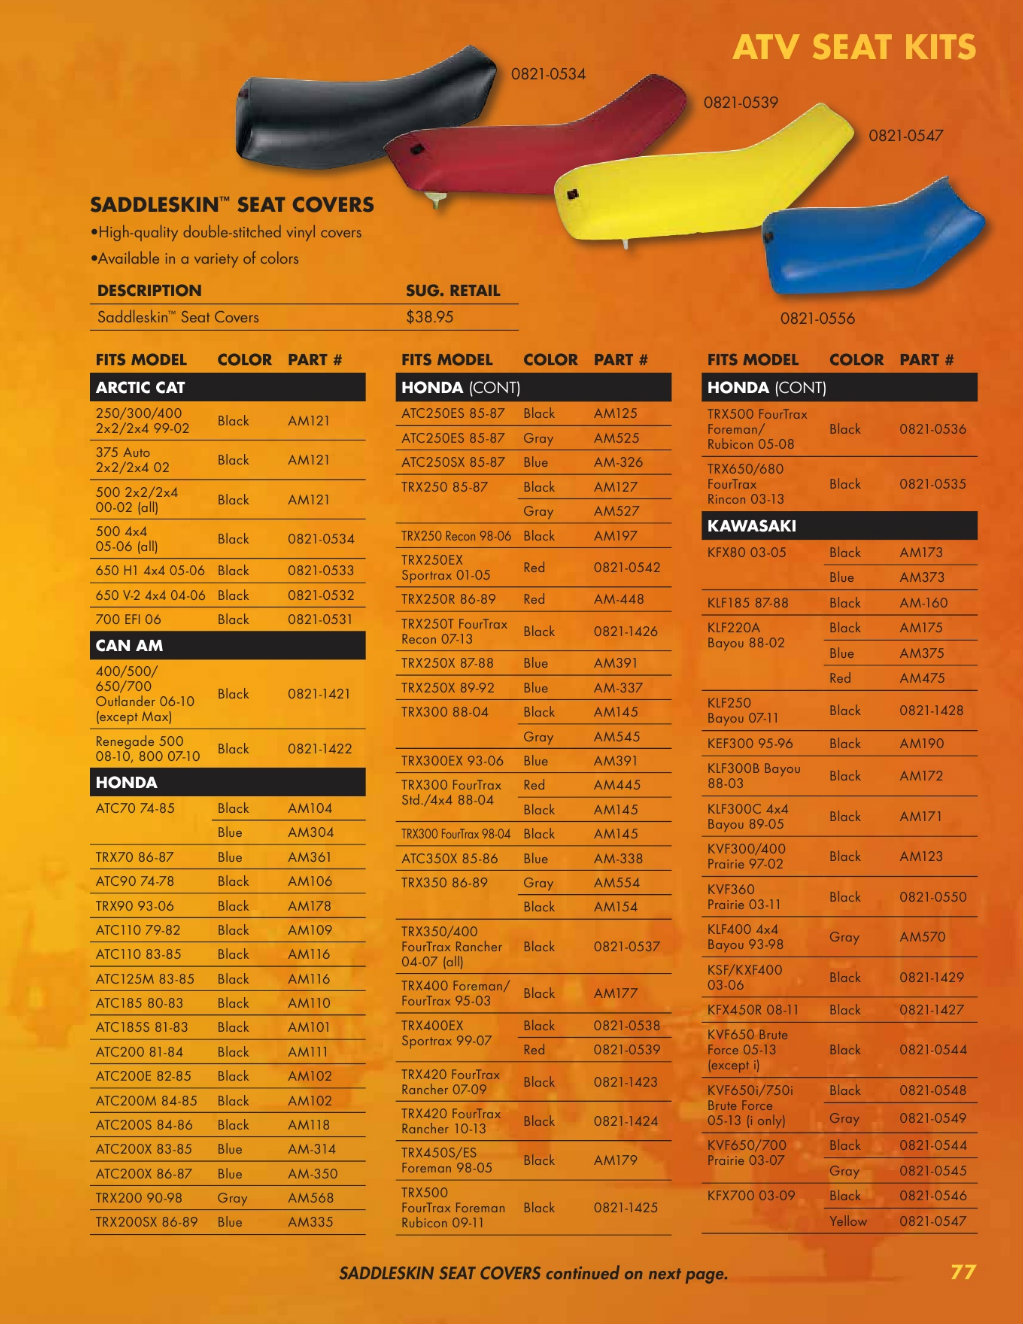 ATV SEAT KITS
0821-0534
0821-0539
0821-0547
0821-0556
SADDLESKIN™ SEAT COVERS
•High-quality double-stitched vinyl covers
•Available in a variety of colors
DESCRIPTION SUG. RETAIL
Saddleskin™ Seat Covers $38.95
FITS MODEL COLOR PART #
ARCTIC CAT
250/300/400
2x2/2x4 99-02 Black AM121
375 Auto
2x2/2x4 02 Black AM121
500 2x2/2x4
00-02 (all) Black AM121
500 4x4
05-06 (all) Black 0821-0534
650 H1 4x4 05-06 Black 0821-0533
650 V-2 4x4 04-06 Black 0821-0532
700 EFI 06 Black 0821-0531
CAN AM
400/500/
650/700
Outlander 06-10
(except Max) Black 0821-1421
Renegade 500
08-10, 800 07-10 Black 0821-1422
HONDA
ATC70 74-85 Black AM104
Blue AM304
TRX70 86-87 Blue AM361
ATC90 74-78 Black AM106
TRX90 93-06 Black AM178
ATC110 79-82 Black AM109
ATC110 83-85 Black AM116
ATC125M 83-85 Black AM116
ATC185 80-83 Black AM110
ATC185S 81-83 Black AM101
ATC200 81-84 Black AM111
ATC200E 82-85 Black AM102
ATC200M 84-85 Black AM102
ATC200S 84-86 Black AM118
ATC200X 83-85 Blue AM-314
ATC200X 86-87 Blue AM-350
TRX200 90-98 Gray AM568
TRX200SX 86-89 Blue AM335
FITS MODEL COLOR PART #
HONDA (CONT)
ATC250ES 85-87 Black AM125
ATC250ES 85-87 Gray AM525
ATC250SX 85-87 Blue AM-326
TRX250 85-87 Black AM127
Gray AM527
TRX250 Recon 98-06 Black AM197
TRX250EX
Sportrax 01-05 Red 0821-0542
TRX250R 86-89 Red AM-448
TRX250T FourTrax
Recon 07-13 Black 0821-1426
TRX250X 87-88 Blue AM391
TRX250X 89-92 Blue AM-337
TRX300 88-04 Black AM145
Gray AM545
TRX300EX 93-06 Blue AM391
TRX300 FourTrax
Std./4x4 88-04 Red AM445
Black AM145
TRX300 FourTrax 98-04 Black AM145
ATC350X 85-86 Blue AM-338
TRX350 86-89 Gray AM554
Black AM154
TRX350/400
FourTrax Rancher
04-07 (all) Black 0821-0537
TRX400 Foreman/
FourTrax 95-03 Black AM177
TRX400EX
Sportrax 99-07 Black 0821-0538
Red 0821-0539
TRX420 FourTrax
Rancher 07-09 Black 0821-1423
TRX420 FourTrax
Rancher 10-13 Black 0821-1424
TRX450S/ES
Foreman 98-05 Black AM179
TRX500
FourTrax Foreman
Rubicon 09-11 Black 0821-1425
FITS MODEL COLOR PART #
HONDA (CONT)
TRX500 FourTrax
Foreman/
Rubicon 05-08 Black 0821-0536
TRX650/680
FourTrax
Rincon 03-13 Black 0821-0535
KAWASAKI
KFX80 03-05 Black AM173
Blue AM373
KLF185 87-88 Black AM-160
KLF220A
Bayou 88-02 Black AM175
Blue AM375
Red AM475
KLF250
Bayou 07-11 Black 0821-1428
KEF300 95-96 Black AM190
KLF300B Bayou
88-03 Black AM172
KLF300C 4x4
Bayou 89-05 Black AM171
KVF300/400
Prairie 97-02 Black AM123
KVF360
Prairie 03-11 Black 0821-0550
KLF400 4x4
Bayou 93-98 Gray AM570
KSF/KXF400
03-06 Black 0821-1429
KFX450R 08-11 Black 0821-1427
KVF650 Brute
Force 05-13
(except i) Black 0821-0544
KVF650i/750i
Brute Force
05-13 (i only) Black 0821-0548
Gray 0821-0549
KVF650/700
Prairie 03-07 Black 0821-0544
Gray 0821-0545
KFX700 03-09 Black 0821-0546
Yellow 0821-0547
SADDLESKIN SEAT COVERS continued on next page.
77